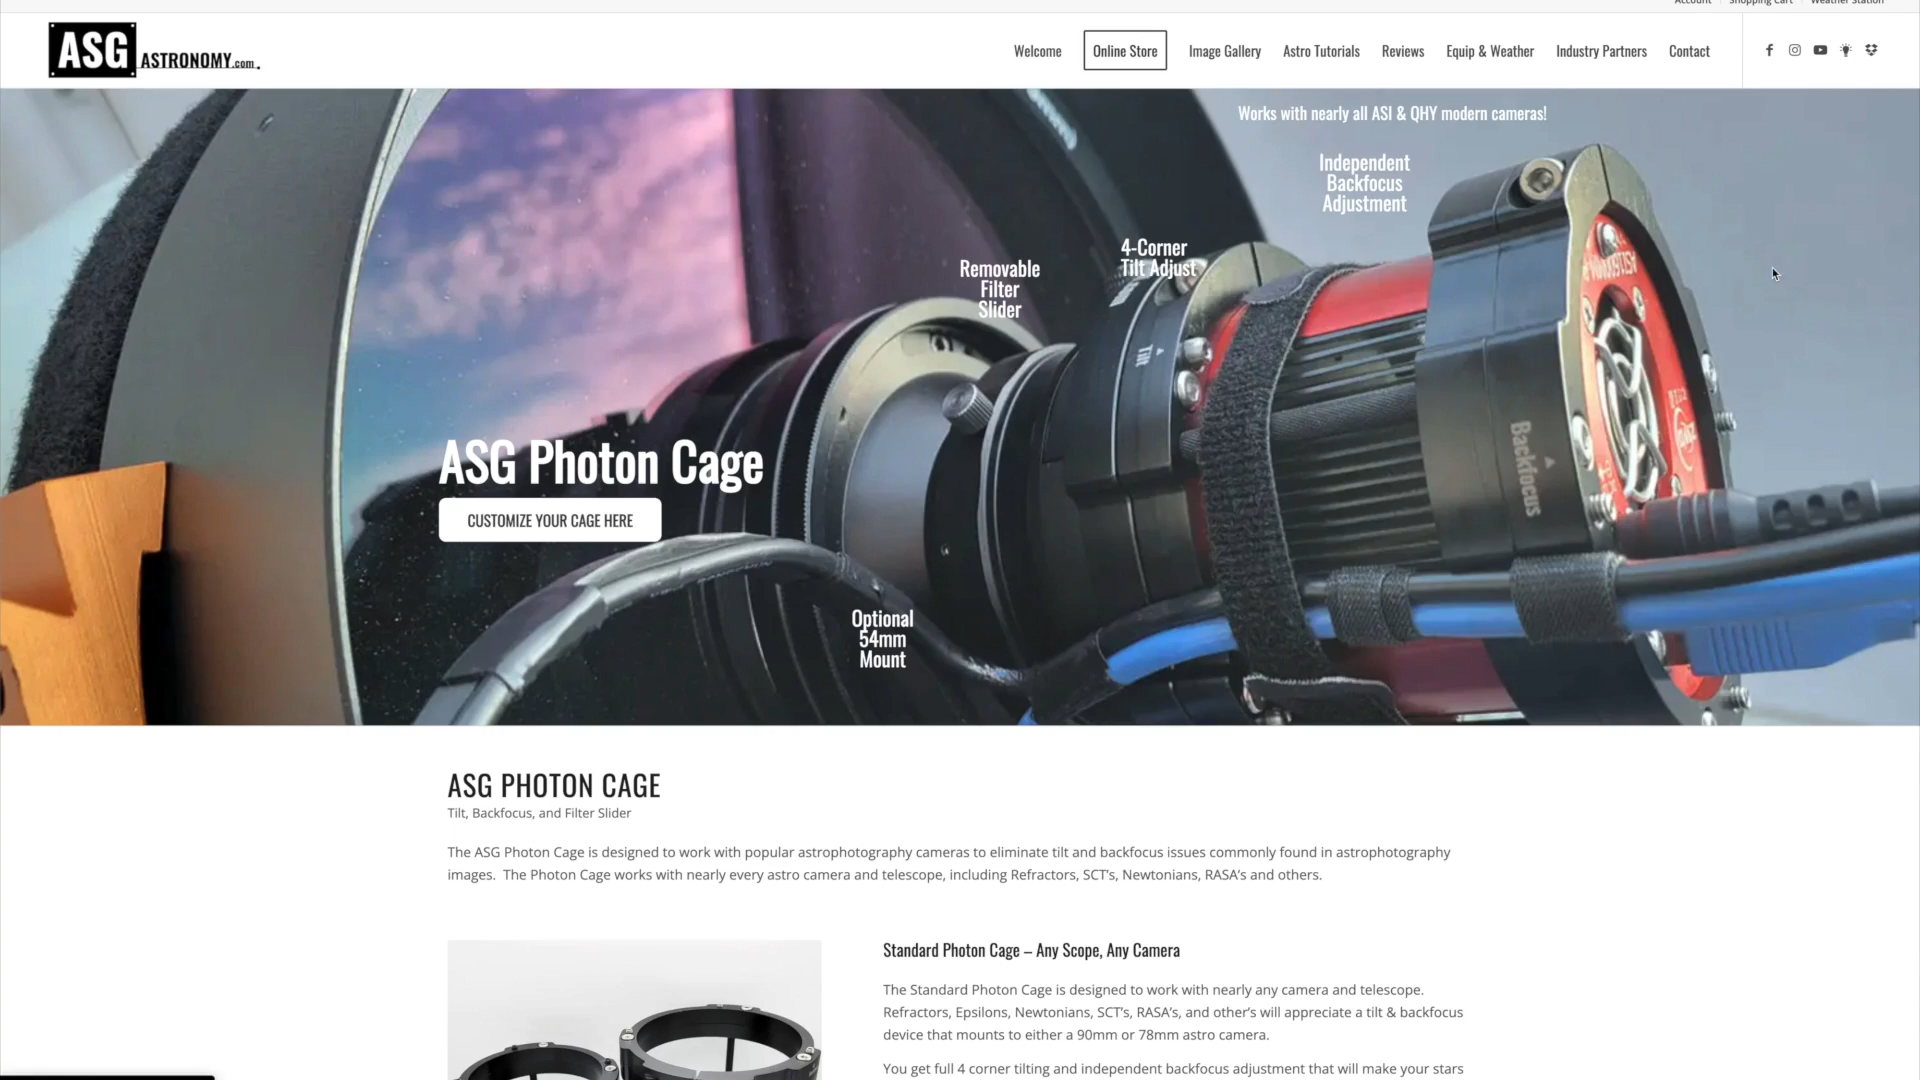 Account Shopping Cart Weather Station
ASG ASTRONOMY.com
Welcome Online Store Image Gallery Astro Tutorials Reviews Equip & Weather Industry Partners Contact
Works with nearly all ASI & QHY modern cameras!
Independent
Backfocus
Adjustment
4-Corner
Tilt Adjust
Removable
Filter
Slider
Tilt
Backfocus
ASG Photon Cage
CUSTOMIZE YOUR CAGE HERE
Optional
54mm
Mount
ASG PHOTON CAGE
Tilt, Backfocus, and Filter Slider
The ASG Photon Cage is designed to work with popular astrophotography cameras to eliminate tilt and backfocus issues commonly found in astrophotography
images. The Photon Cage works with nearly every astro camera and telescope, including Refractors, SCT’s, Newtonians, RASA’s and others.
Standard Photon Cage – Any Scope, Any Camera
The Standard Photon Cage is designed to work with nearly any camera and telescope.
Refractors, Epsilons, Newtonians, SCT’s, RASA’s, and other’s will appreciate a tilt & backfocus
device that mounts to either a 90mm or 78mm astro camera.
You get full 4 corner tilting and independent backfocus adjustment that will make your stars